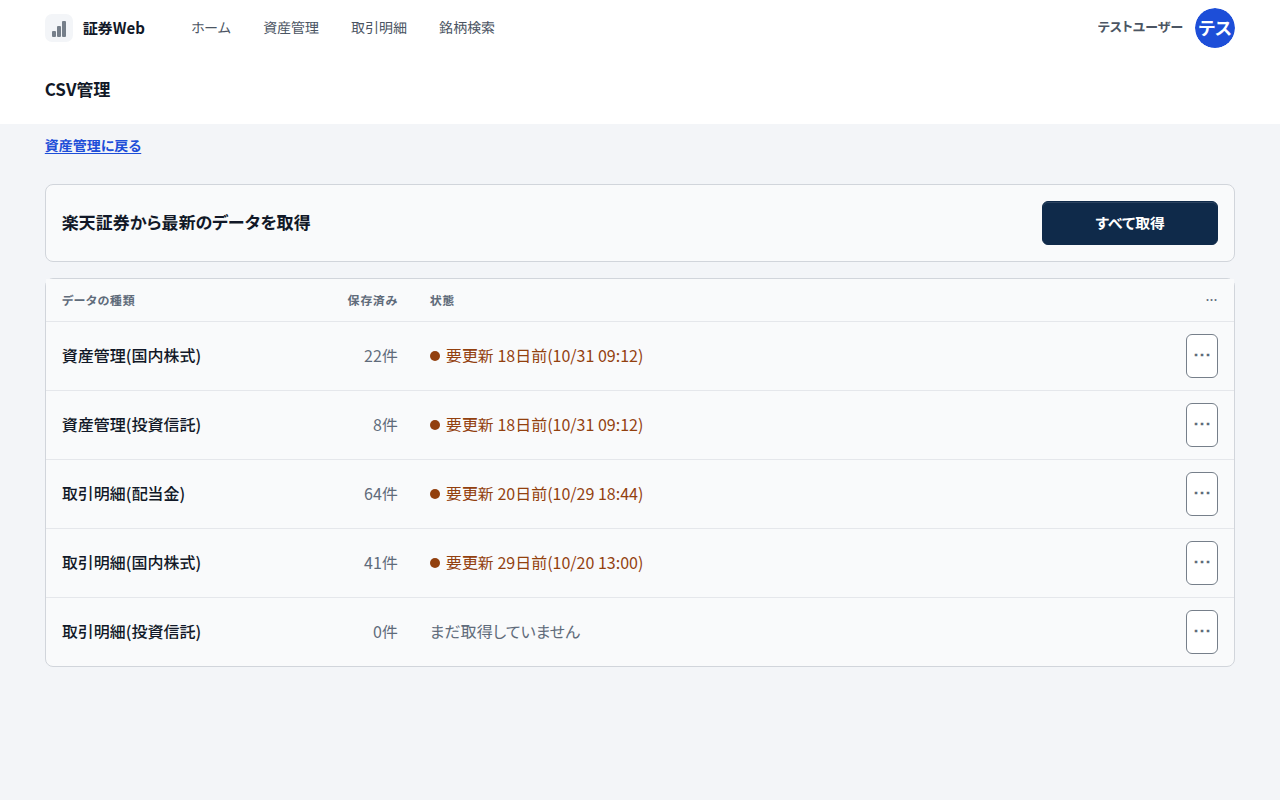 証券Web ホーム 資産管理 取引明細 銘柄検索 テストユーザー テス
CSV管理
資産管理に戻る
楽天証券から最新のデータを取得 すべて取得
データの種類 保存済み 状態 …
資産管理(国内株式) 22件 要更新 18日前(10/31 09:12) …
資産管理(投資信託) 8件 要更新 18日前(10/31 09:12) …
取引明細(配当金) 64件 要更新 20日前(10/29 18:44) …
取引明細(国内株式) 41件 要更新 29日前(10/20 13:00) …
取引明細(投資信託) 0件 まだ取得していません …